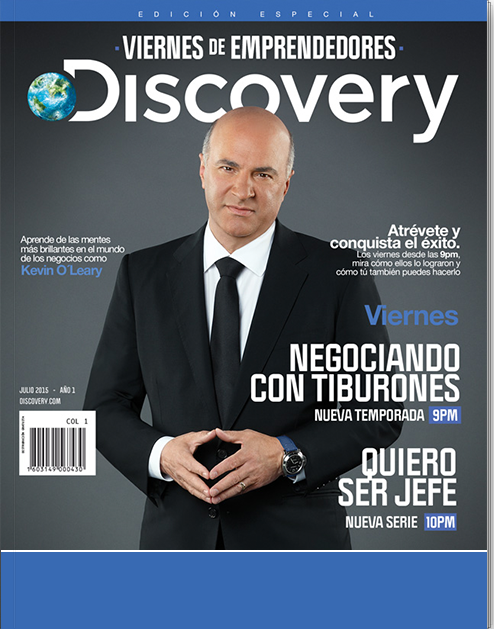 EDICIÓN ESPECIAL
· VIERNES DE EMPRENDEDORES ·
Discovery
Aprende de las mentes
más brillantes en el mundo
de los negocios como
Kevin O´Leary
Atrévete y
conquista el éxito.
Los viernes desde las 9pm,
mira cómo ellos lo lograron y
cómo tú también puedes hacerlo
Viernes
NEGOCIANDO
CON TIBURONES
NUEVA TEMPORADA 9PM
JULIO 2015 - AÑO 1
DISCOVERY.COM
COL 1
DISTRIBUCIÓN GRATUITA
1603149000430
QUIERO
SER JEFE
NUEVA SERIE 10PM